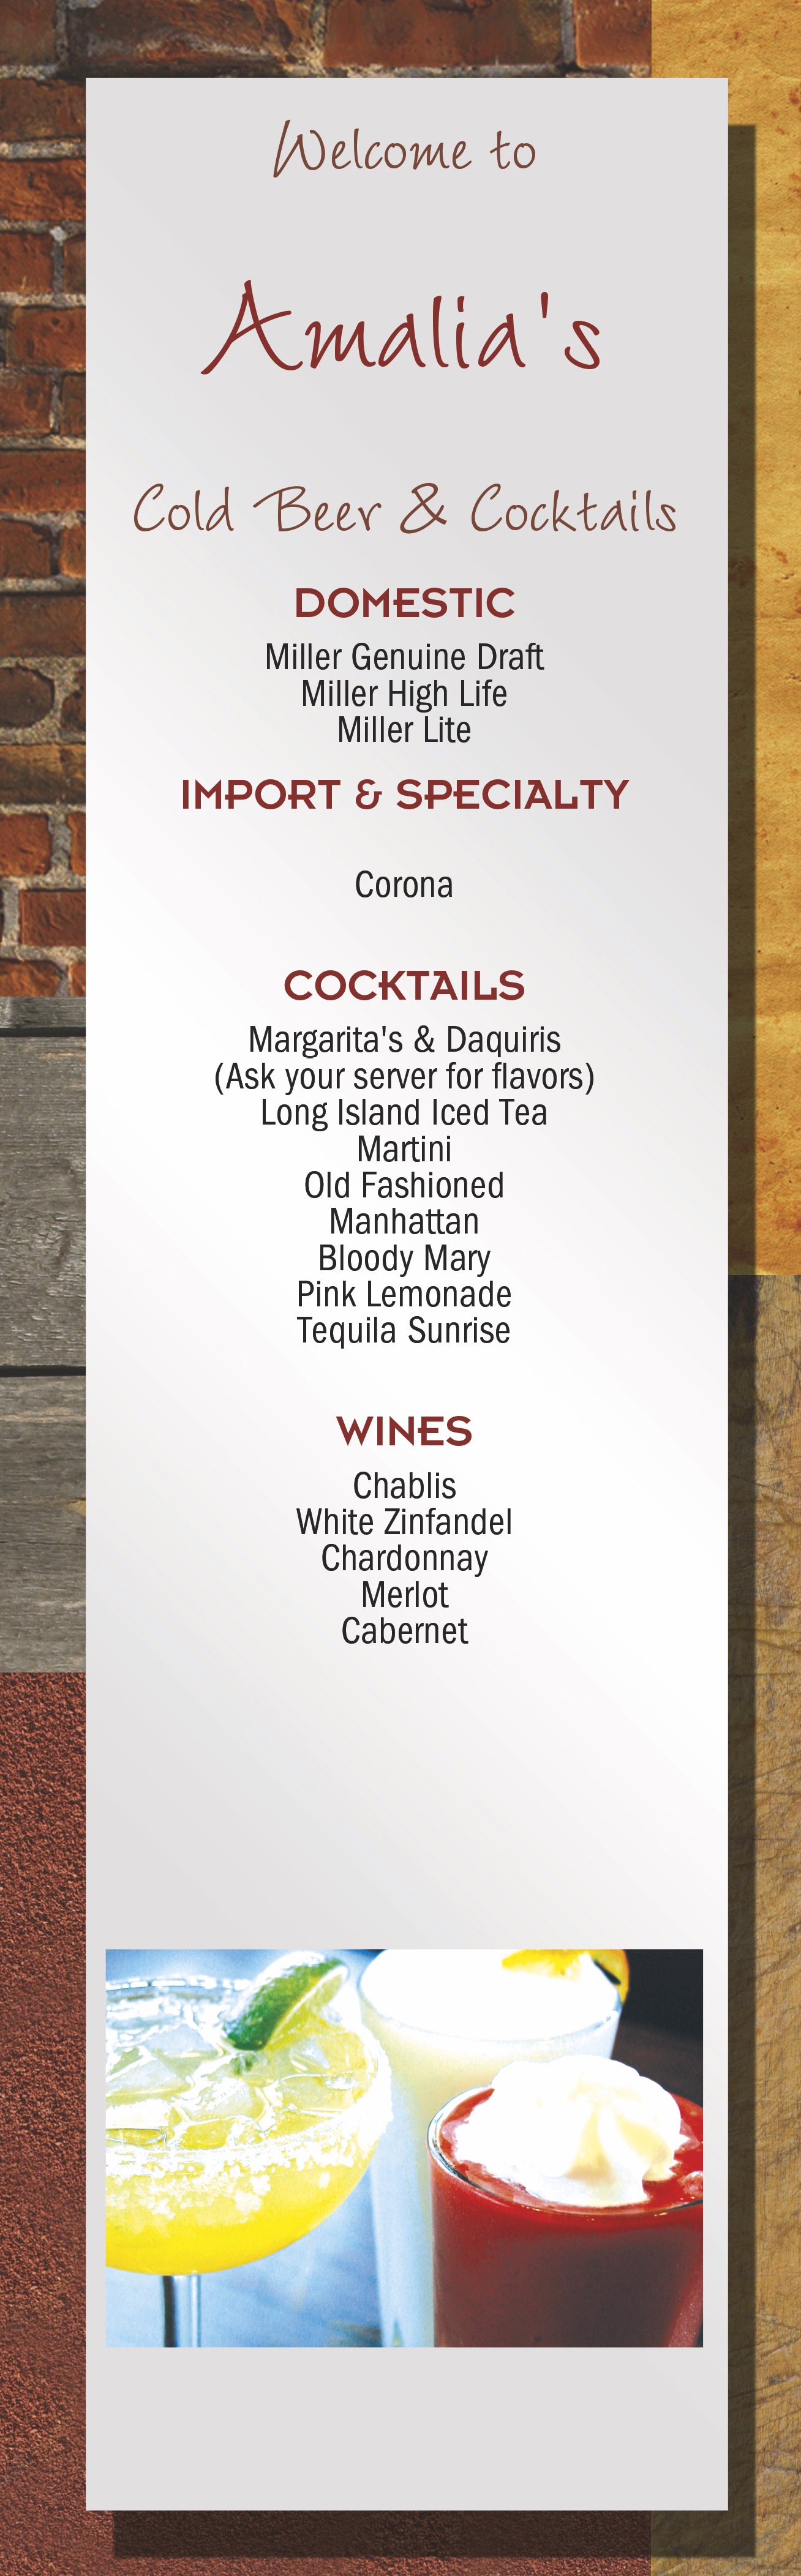 Welcome to
Amalia's
Cold Beer & Cocktails
DOMESTIC
Miller Genuine Draft
Miller High Life
Miller Lite
IMPORT & SPECIALTY
Corona
COCKTAILS
Margarita's & Daquiris
(Ask your server for flavors)
Long Island Iced Tea
Martini
Old Fashioned
Manhattan
Bloody Mary
Pink Lemonade
Tequila Sunrise
WINES
Chablis
White Zinfandel
Chardonnay
Merlot
Cabernet